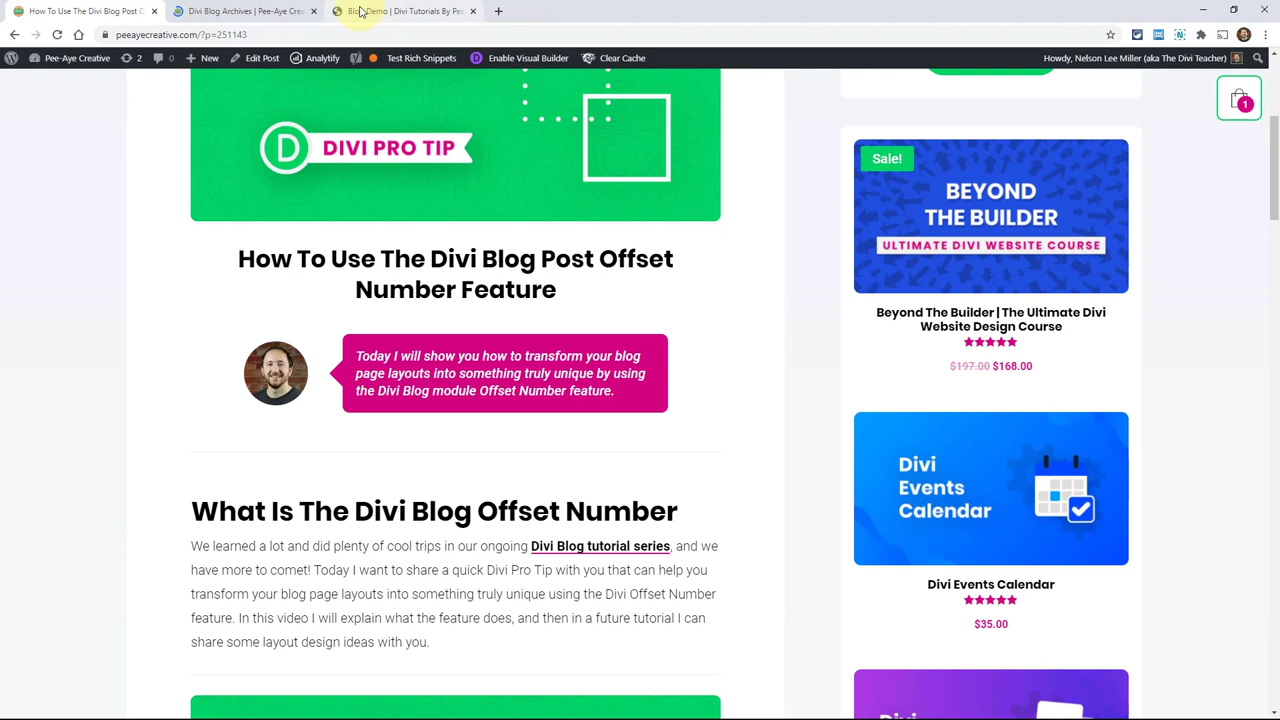 How To Use The Divi Blog Post O
Divi Blog Archives | Pee-Aye Crea
Blog Demo | Divi Tutorials By Pe
peeayecreative.com/?p=251143
Pee-Aye Creative
2
0
New
Edit Post
Analytify
Test Rich Snippets
Enable Visual Builder
Clear Cache
Howdy, Nelson Lee Miller (aka The Divi Teacher)
1
D
DIVI PRO TIP
How To Use The Divi Blog Post Offset
Number Feature
Today I will show you how to transform your blog
page layouts into something truly unique by using
the Divi Blog module Offset Number feature.
What Is The Divi Blog Offset Number
We learned a lot and did plenty of cool trips in our ongoing Divi Blog tutorial series, and we
have more to comet! Today I want to share a quick Divi Pro Tip with you that can help you
transform your blog page layouts into something truly unique using the Divi Offset Number
feature. In this video I will explain what the feature does, and then in a future tutorial I can
share some layout design ideas with you.
Sale!
BEYOND
THE BUILDER
ULTIMATE DIVI WEBSITE COURSE
Beyond The Builder | The Ultimate Divi
Website Design Course
$197.00 $168.00
Divi
Events
Calendar
Divi Events Calendar
$35.00